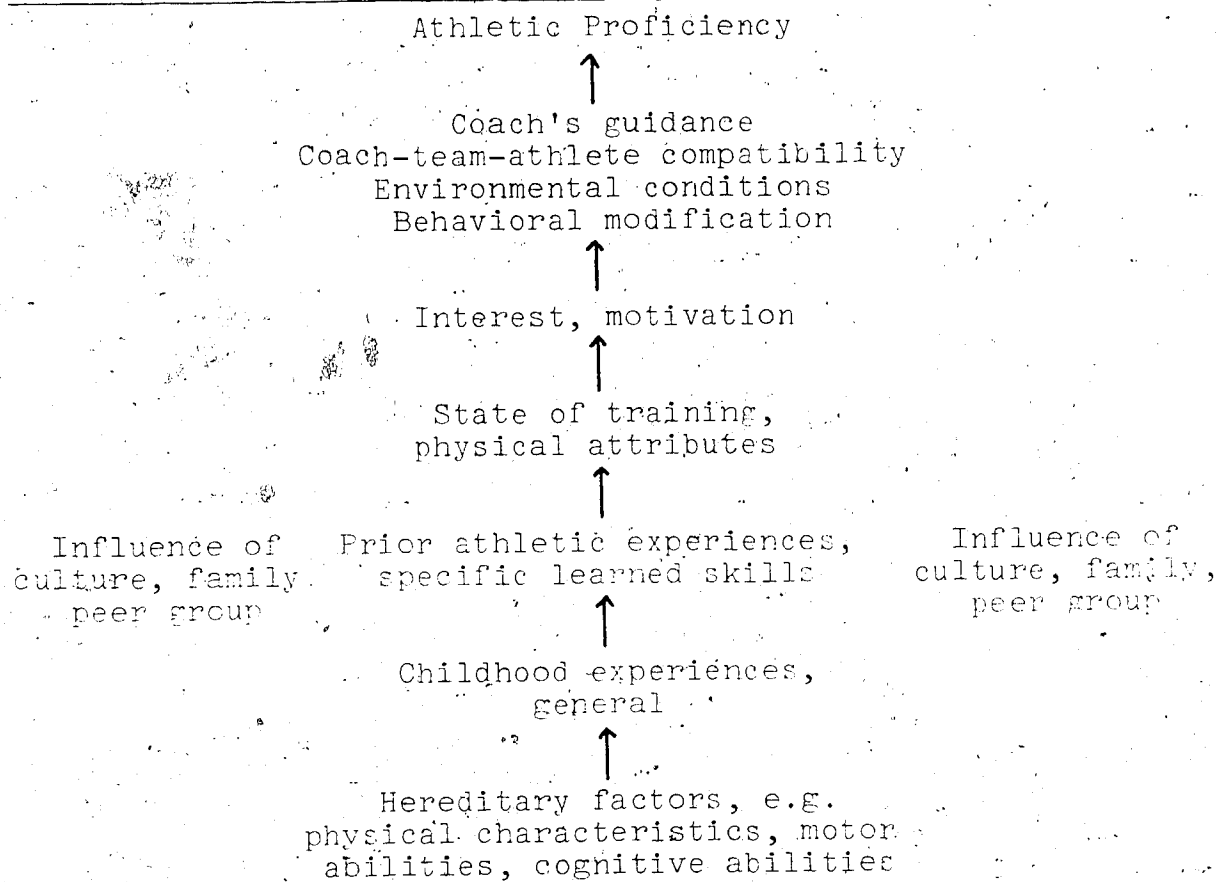 Athletic Proficiency
Coach's guidance
Coach-team-athlete compatibility
Environmental conditions
Behavioral modification
Interest, motivation
State of training,
physical attributes
Influence of
culture, family
peer group
Prior athletic experiences,
specific learned skills
Influence of
culture, family,
peer group
Childhood experiences,
general
Hereditary factors, e.g.
physical characteristics, motor
abilities, cognitive abilities